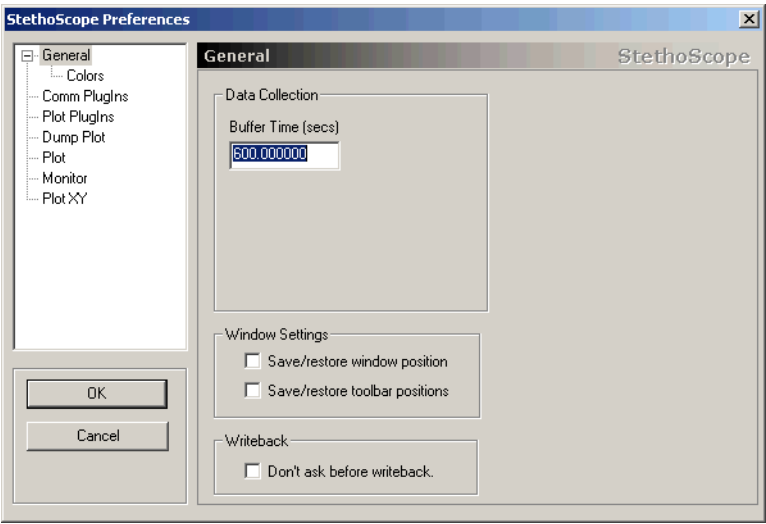 StethoScope Preferences
General
Colors
Comm PlugIns
Plot PlugIns
Dump Plot
Plot
Monitor
Plot XY
OK
Cancel
General StethoScope
Data Collection
Buffer Time (secs)
600.000000
Window Settings
Save/restore window position
Save/restore toolbar positions
Writeback
Don't ask before writeback.